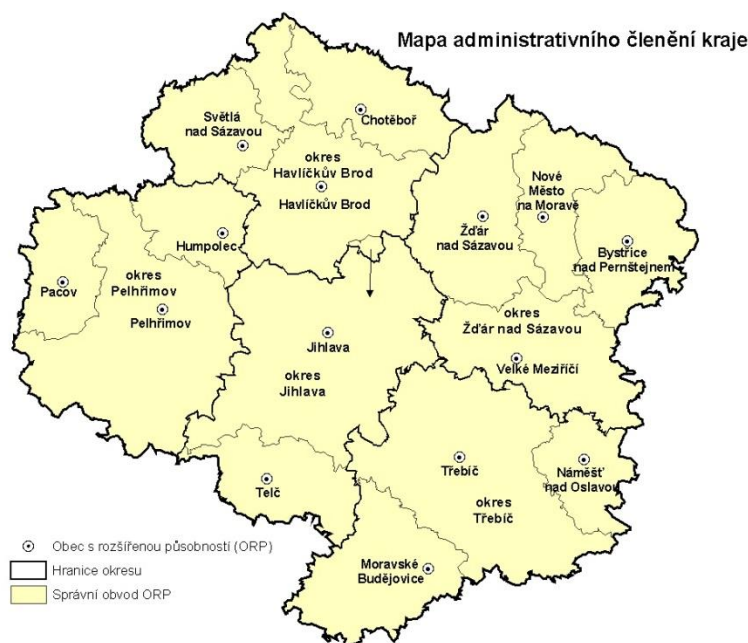 Mapa administrativního členění kraje
Světlá
nad Sázavou
Chotěboř
okres
Havlíčkův Brod
Havlíčkův Brod
Nové
Město
na Moravě
Žďár
nad Sázavou
Humpolec
Bystřice
nad Pernštejnem
Pacov
okres
Pelhřimov
Pelhřimov
okres
Žďár nad Sázavou
Jihlava
Velké Meziříčí
okres
Jihlava
Třebíč
Náměšť
nad Oslavou
Telč
okres
Třebíč
Moravské
Budějovice
Obec s rozšířenou působností (ORP)
Hranice okresu
Správní obvod ORP